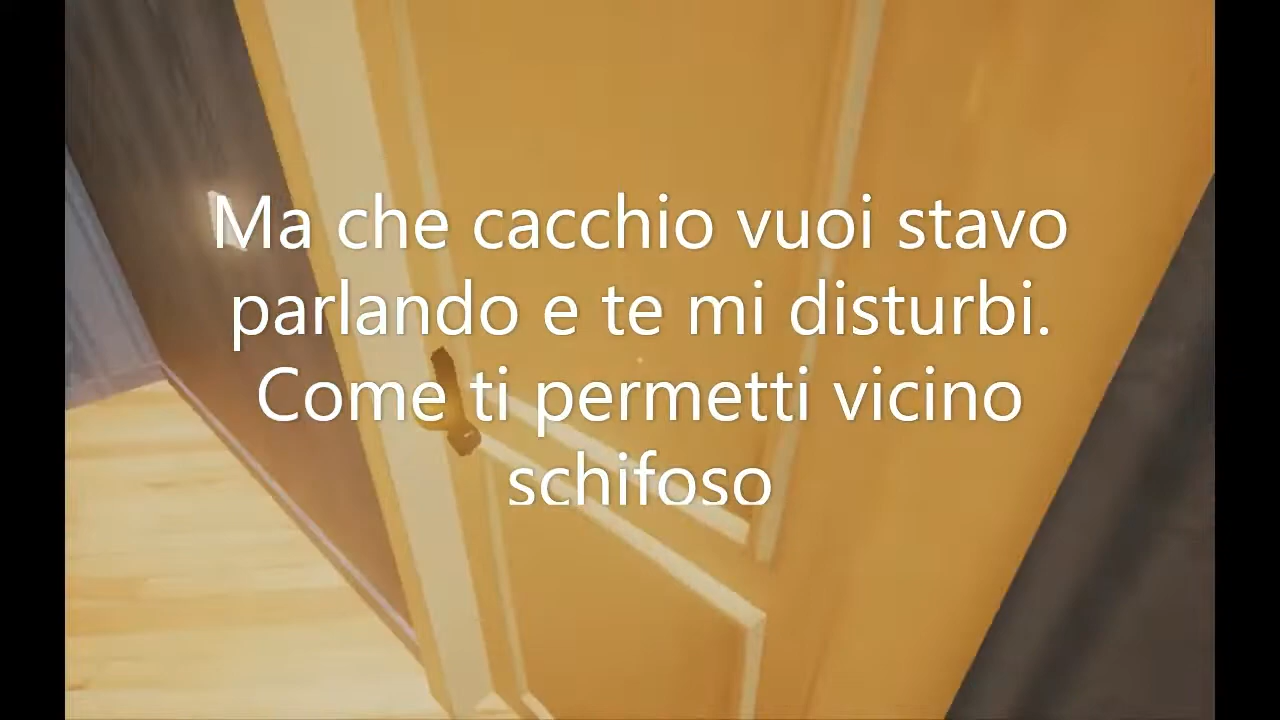 Ma che cacchio vuoi stavo
parlando e te mi disturbi.
Come ti permetti vicino
schifoso